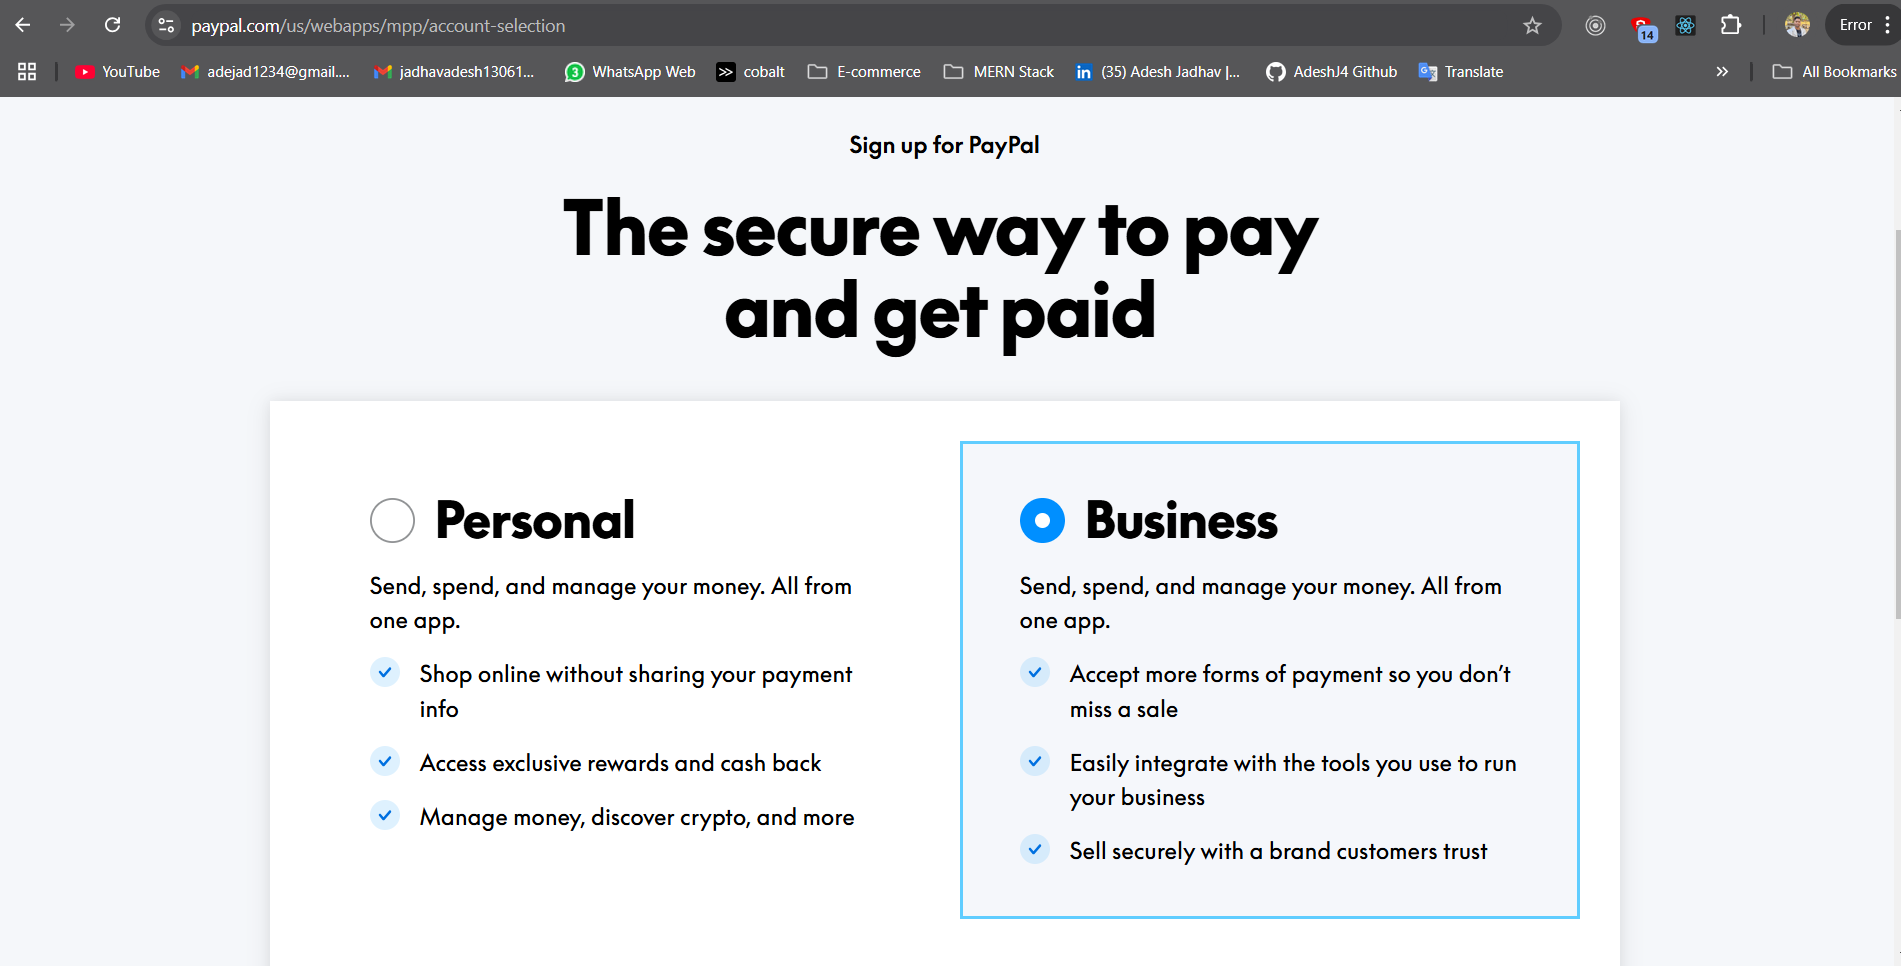 paypal.com/us/webapps/mpp/account-selection
14
Error
YouTube
adejad1234@gmail....
jadhavadesh13061...
3
WhatsApp Web
cobalt
E-commerce
MERN Stack
in
(35) Adesh Jadhav |...
AdeshJ4 Github
Translate
All Bookmarks
Sign up for PayPal
The secure way to pay
and get paid
Personal
Send, spend, and manage your money. All from
one app.
Shop online without sharing your payment
info
Access exclusive rewards and cash back
Manage money, discover crypto, and more
Business
Send, spend, and manage your money. All from
one app.
Accept more forms of payment so you don’t
miss a sale
Easily integrate with the tools you use to run
your business
Sell securely with a brand customers trust